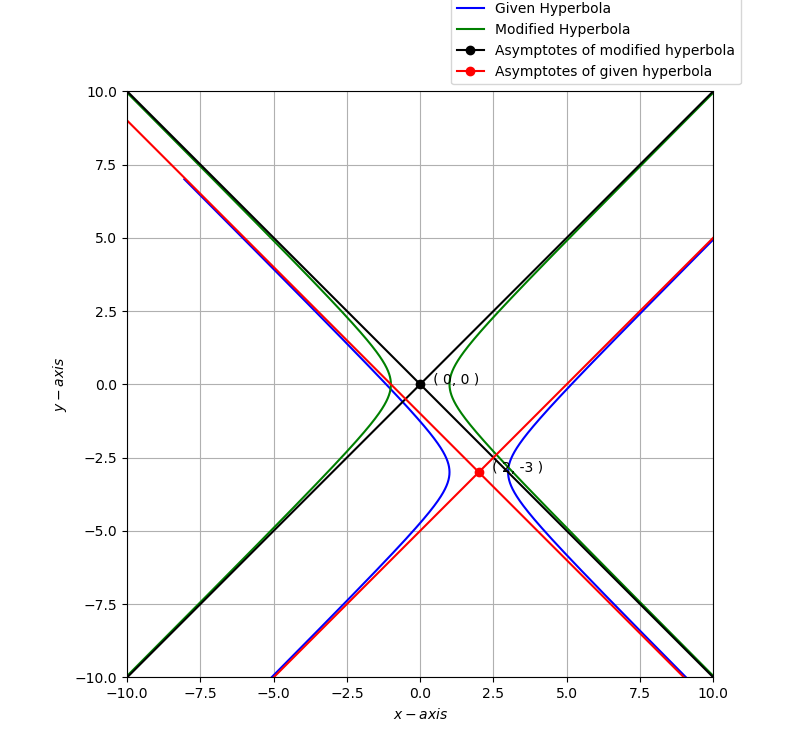 Given Hyperbola
Modified Hyperbola
Asymptotes of modified hyperbola
Asymptotes of given hyperbola
10.0
7.5
5.0
2.5
0.0
−2.5
−5.0
−7.5
−10.0
y − axis
( 0, 0 )
( 2, -3 )
−10.0 −7.5 −5.0 −2.5 0.0 2.5 5.0 7.5 10.0
x − axis